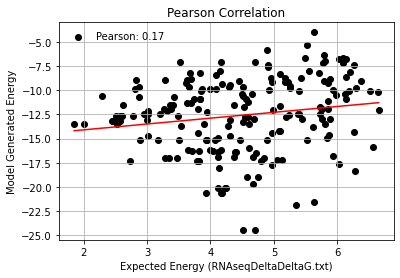 Pearson Correlation
Pearson: 0.17
Model Generated Energy
−5.0
−7.5
−10.0
−12.5
−15.0
−17.5
−20.0
−22.5
−25.0
2 3 4 5 6
Expected Energy (RNAseqDeltaDeltaG.txt)